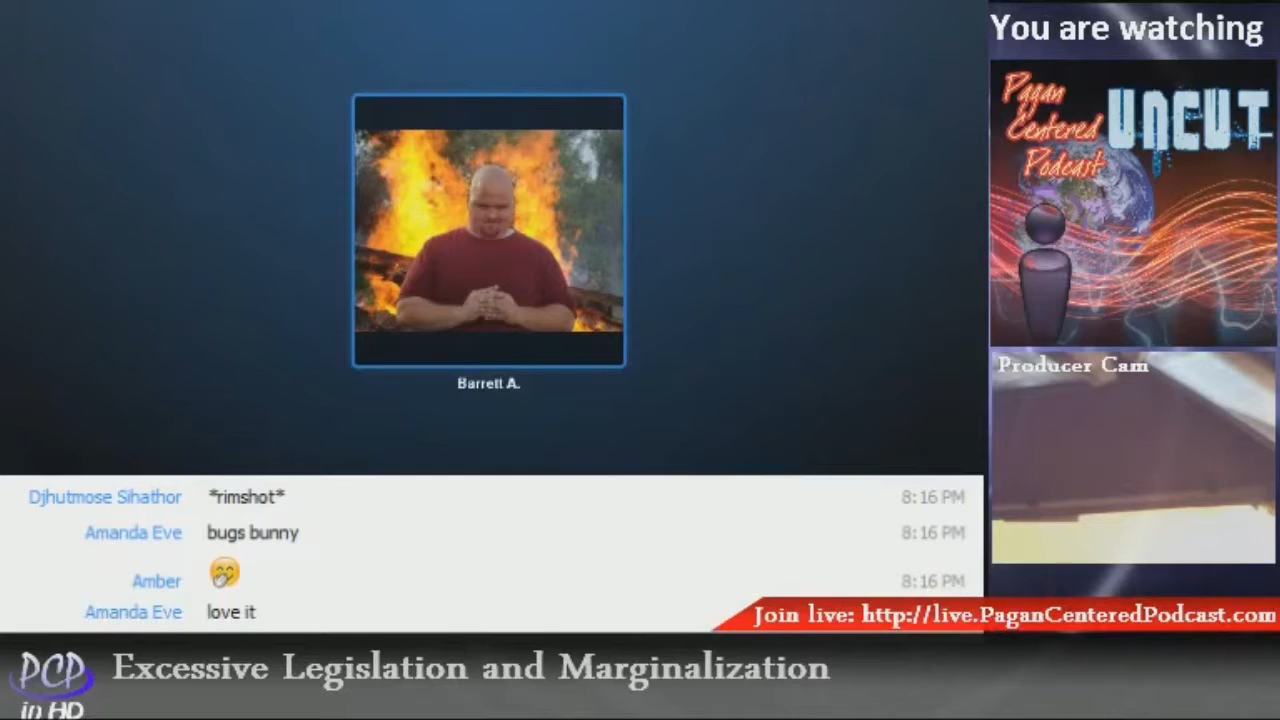 You are watching
Pagan
Centered
Podcast
UNCUT
Producer Cam
Barrett A.
Djhutmose Sihathor *rimshot* 8:16 PM
Amanda Eve bugs bunny 8:16 PM
Amber 8:16 PM
Amanda Eve love it
Join live: http://live.PaganCenteredPodcast.com
PCP
in HD
Excessive Legislation and Marginalization